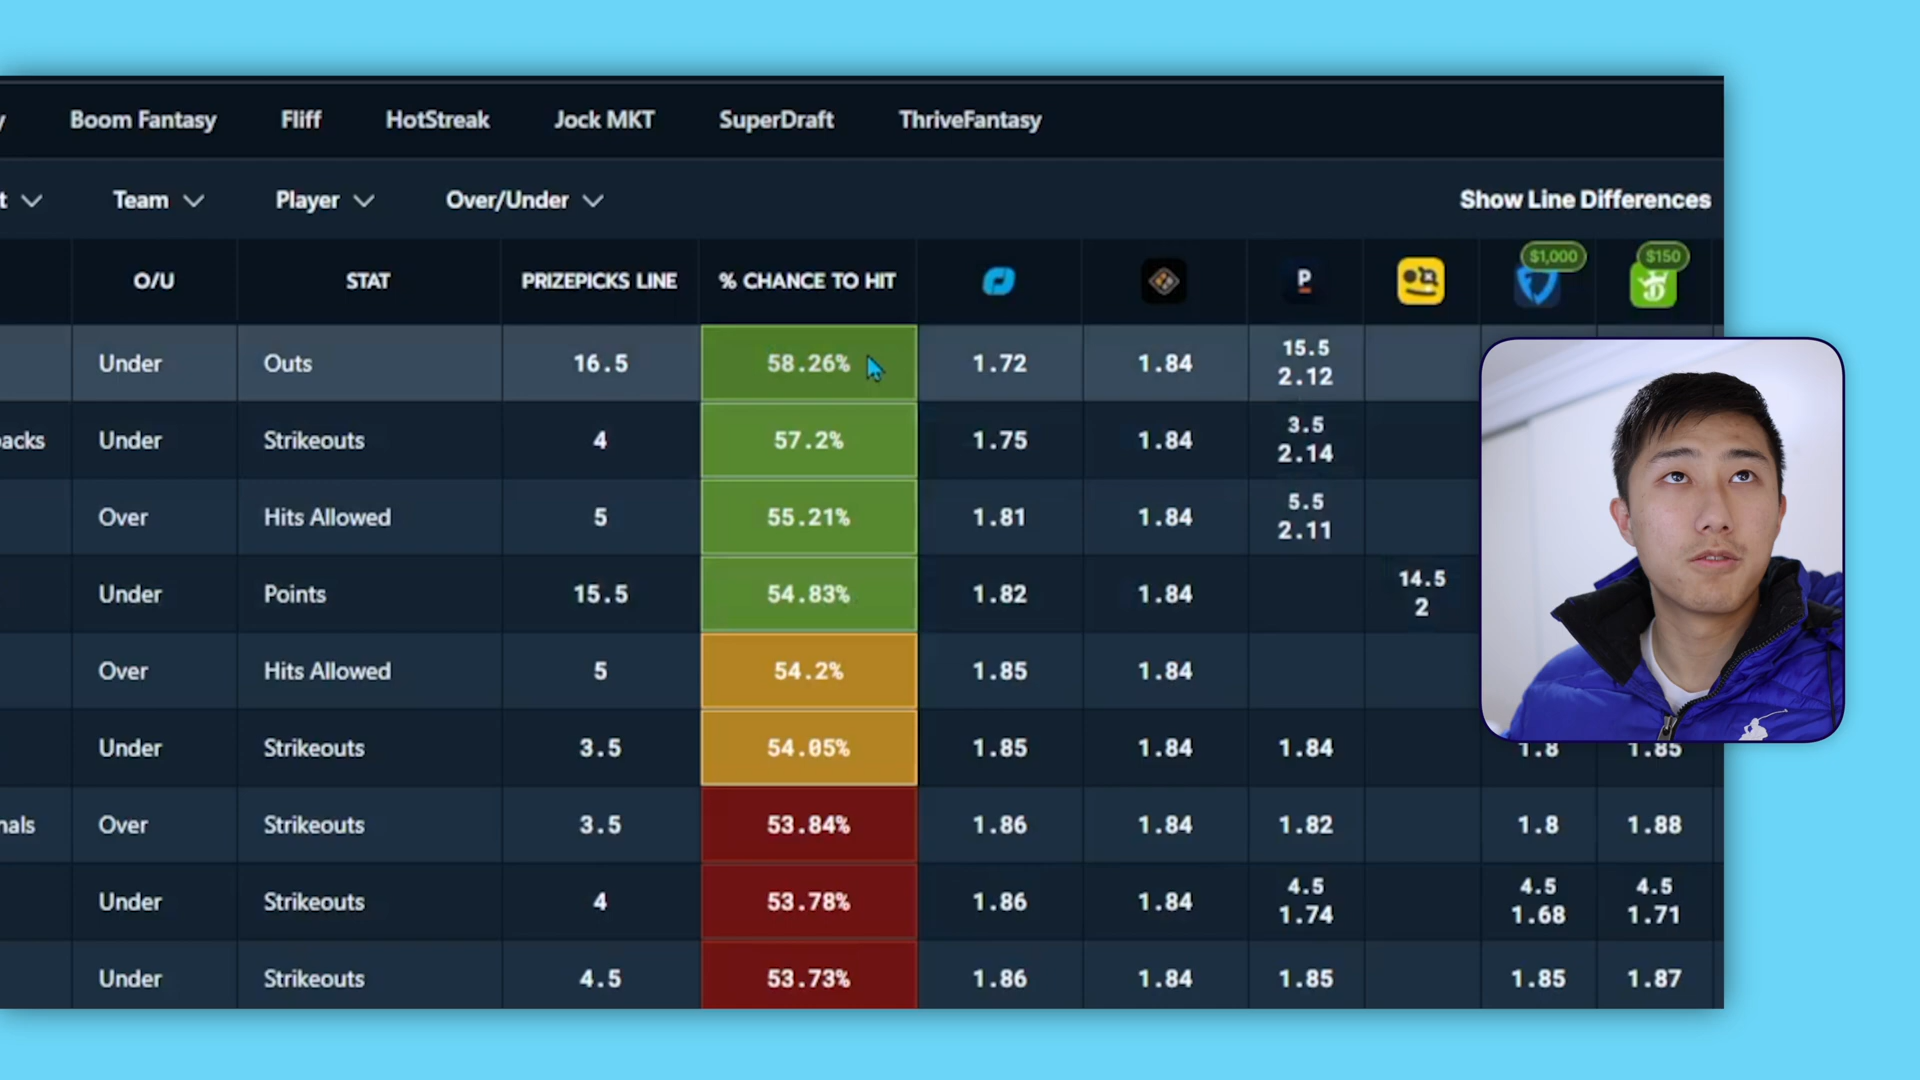 y Boom Fantasy Fliff HotStreak Jock MKT SuperDraft ThriveFantasy
t Team Player Over/Under Show Line Differences
$1,000 $150
O/U STAT PRIZEPICKS LINE % CHANCE TO HIT P
Under Outs 16.5 58.26% 1.72 1.84 15.5 2.12
packs Under Strikeouts 4 57.2% 1.75 1.84 3.5 2.14
Over Hits Allowed 5 55.21% 1.81 1.84 5.5 2.11
Under Points 15.5 54.83% 1.82 1.84 14.5 2
Over Hits Allowed 5 54.2% 1.85 1.84
Under Strikeouts 3.5 54.05% 1.85 1.84 1.84 1.8 1.85
nals Over Strikeouts 3.5 53.84% 1.86 1.84 1.82 1.8 1.88
Under Strikeouts 4 53.78% 1.86 1.84 4.5 1.74 4.5 1.68 4.5 1.71
Under Strikeouts 4.5 53.73% 1.86 1.84 1.85 1.85 1.87